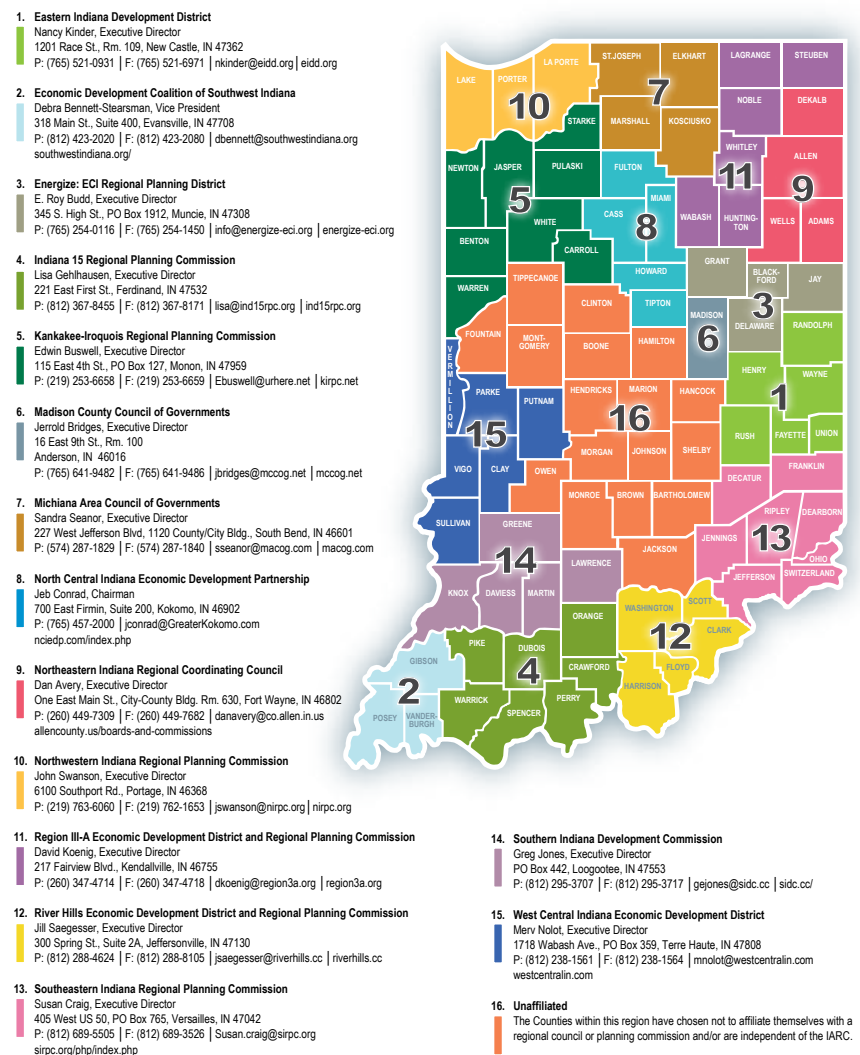 1. Eastern Indiana Development District
Nancy Kinder, Executive Director
1201 Race St., Rm. 109, New Castle, IN 47362
P: (765) 521-0931 | F: (765) 521-6971 | nkinder@eidd.org | eidd.org
2. Economic Development Coalition of Southwest Indiana
Debra Bennett-Stearsman, Vice President
318 Main St., Suite 400, Evansville, IN 47708
P: (812) 423-2020 | F: (812) 423-2080 | dbennett@southwestindiana.org
southwestindiana.org/
3. Energize: ECI Regional Planning District
E. Roy Budd, Executive Director
345 S. High St., PO Box 1912, Muncie, IN 47308
P: (765) 254-0116 | F: (765) 254-1450 | info@energize-eci.org | energize-eci.org
4. Indiana 15 Regional Planning Commission
Lisa Gehlhausen, Executive Director
221 East First St., Ferdinand, IN 47532
P: (812) 367-8455 | F: (812) 367-8171 | lisa@ind15rpc.org | ind15rpc.org
5. Kankakee-Iroquois Regional Planning Commission
Edwin Buswell, Executive Director
115 East 4th St., PO Box 127, Monon, IN 47959
P: (219) 253-6658 | F: (219) 253-6659 | Ebuswell@urhere.net | kirpc.net
6. Madison County Council of Governments
Jerrold Bridges, Executive Director
16 East 9th St., Rm. 100
Anderson, IN 46016
P: (765) 641-9482 | F: (765) 641-9486 | jbridges@mccog.net | mccog.net
7. Michiana Area Council of Governments
Sandra Seanor, Executive Director
227 West Jefferson Blvd, 1120 County/City Bldg., South Bend, IN 46601
P: (574) 287-1829 | F: (574) 287-1840 | sseanor@macog.com | macog.com
8. North Central Indiana Economic Development Partnership
Jeb Conrad, Chairman
700 East Firmin, Suite 200, Kokomo, IN 46902
P: (765) 457-2000 | jconrad@GreaterKokomo.com
nciedp.com/index.php
9. Northeastern Indiana Regional Coordinating Council
Dan Avery, Executive Director
One East Main St., City-County Bldg. Rm. 630, Fort Wayne, IN 46802
P: (260) 449-7309 | F: (260) 449-7682 | danavery@co.allen.in.us
allencounty.us/boards-and-commissions
10. Northwestern Indiana Regional Planning Commission
John Swanson, Executive Director
6100 Southport Rd., Portage, IN 46368
P: (219) 763-6060 | F: (219) 762-1653 | jswanson@nirpc.org | nirpc.org
11. Region III-A Economic Development District and Regional Planning Commission
David Koenig, Executive Director
217 Fairview Blvd., Kendallville, IN 46755
P: (260) 347-4714 | F: (260) 347-4718 | dkoenig@region3a.org | region3a.org
12. River Hills Economic Development District and Regional Planning Commission
Jill Saegesser, Executive Director
300 Spring St., Suite 2A, Jeffersonville, IN 47130
P: (812) 288-4624 | F: (812) 288-8105 | jsaegesser@riverhills.cc | riverhills.cc
13. Southeastern Indiana Regional Planning Commission
Susan Craig, Executive Director
405 West US 50, PO Box 765, Versailles, IN 47042
P: (812) 689-5505 | F: (812) 689-3526 | Susan.craig@sirpc.org
sirpc.org/php/index.php
14. Southern Indiana Development Commission
Greg Jones, Executive Director
PO Box 442, Loogootee, IN 47553
P: (812) 295-3707 | F: (812) 295-3717 | gejones@sidc.cc | sidc.cc/
15. West Central Indiana Economic Development District
Merv Nolot, Executive Director
1718 Wabash Ave., PO Box 359, Terre Haute, IN 47808
P: (812) 238-1561 | F: (812) 238-1564 | mnolot@westcentralin.com
westcentralin.com
16. Unaffiliated
The Counties within this region have chosen not to affiliate themselves with a
regional council or planning commission and/or are independent of the IARC.
LAKE
PORTER
LA PORTE
ST.JOSEPH
ELKHART
LAGRANGE
STEUBEN
10
7
NOBLE
DEKALB
STARKE
MARSHALL
KOSCIUSKO
WHITLEY
ALLEN
11
9
NEWTON
JASPER
PULASKI
FULTON
MIAMI
5
CASS
8
WABASH
HUNTING-
TON
WELLS
ADAMS
WHITE
BENTON
CARROLL
GRANT
BLACK-
FORD
JAY
WARREN
TIPPECANOE
HOWARD
CLINTON
TIPTON
MADISON
6
3
DELAWARE
RANDOLPH
FOUNTAIN
MONT-
GOMERY
BOONE
HAMILTON
VERMILLION
PARKE
PUTNAM
HENDRICKS
MARION
HANCOCK
HENRY
WAYNE
1
15
16
RUSH
FAYETTE
UNION
VIGO
CLAY
OWEN
MORGAN
JOHNSON
SHELBY
DECATUR
FRANKLIN
SULLIVAN
GREENE
MONROE
BROWN
BARTHOLOMEW
RIPLEY
DEARBORN
13
JENNINGS
OHIO
14
LAWRENCE
JACKSON
JEFFERSON
SWITZERLAND
KNOX
DAVIESS
MARTIN
ORANGE
WASHINGTON
SCOTT
12
CLARK
PIKE
DUBOIS
4
CRAWFORD
FLOYD
HARRISON
GIBSON
2
POSEY
VANDER-
BURGH
WARRICK
SPENCER
PERRY